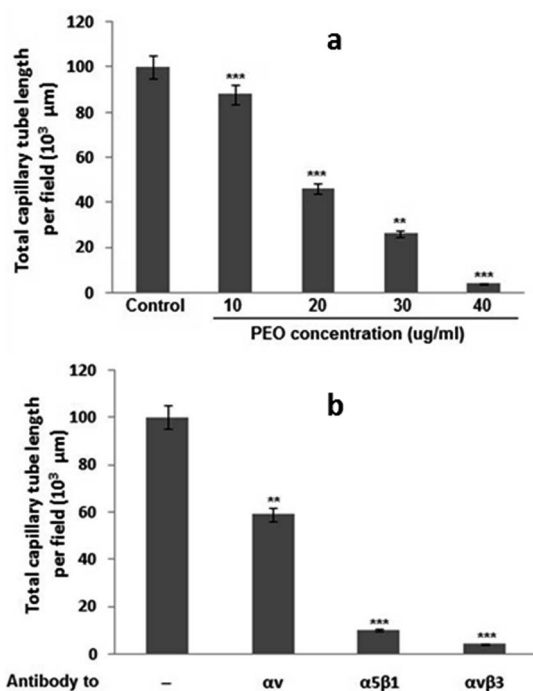 a
Total capillary tube length
per field (10³ µm)
120
100
80
60
40
20
0
***
***
**
***
Control 10 20 30 40
PEO concentration (ug/ml)
b
Total capillary tube length
per field (10³ µm)
120
100
80
60
40
20
0
**
***
***
Antibody to – αv α5β1 αvβ3